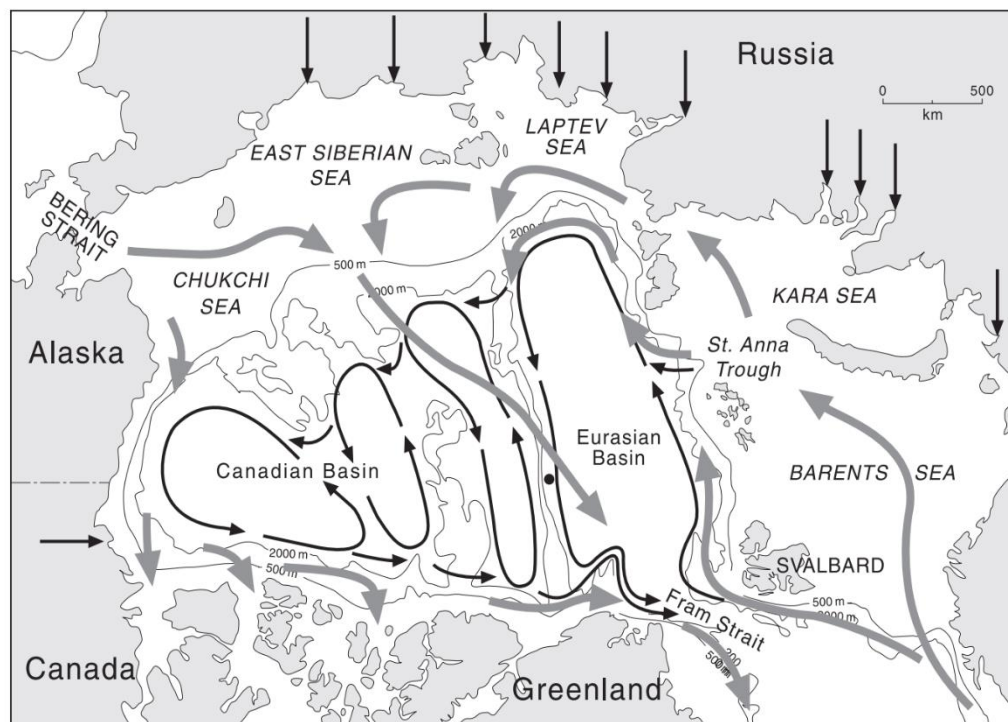 Russia
0 500
km
LAPTEV
SEA
EAST SIBERIAN
SEA
BERING
STRAIT
2000 m
500 m
2000 m
CHUKCHI
SEA
KARA SEA
Alaska
St. Anna
Trough
Eurasian
Basin
Canadian Basin
BARENTS SEA
2000 m
500 m
SVALBARD
500 m
2000 m
Fram Strait
200
500 m
Canada
Greenland